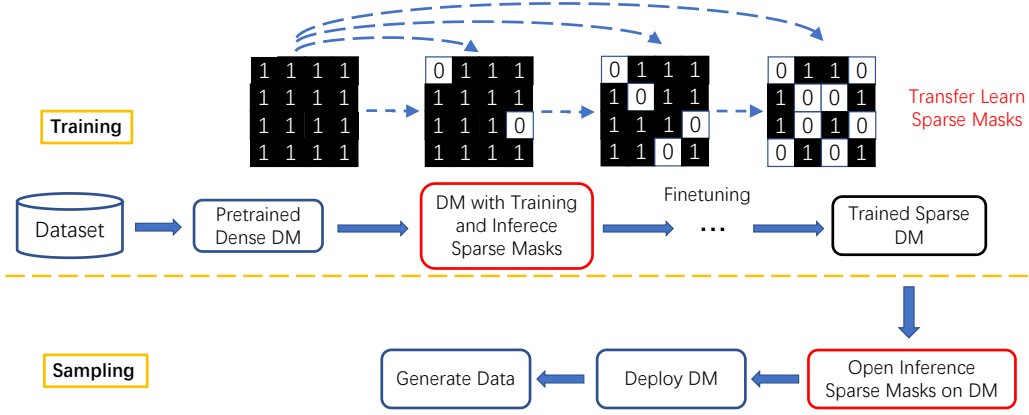 1 1 1 1
1 1 1 1
1 1 1 1
1 1 1 1
0 1 1 1
1 1 1 1
1 1 1 0
1 1 1 1
0 1 1 1
1 0 1 1
1 1 1 0
1 1 0 1
0 1 1 0
1 0 0 1
1 0 1 0
0 1 0 1
Training
Transfer Learn
Sparse Masks
Dataset
Pretrained
Dense DM
DM with Training
and Inferece
Sparse Masks
Finetuning
...
Trained Sparse
DM
Sampling
Generate Data
Deploy DM
Open Inference
Sparse Masks on DM